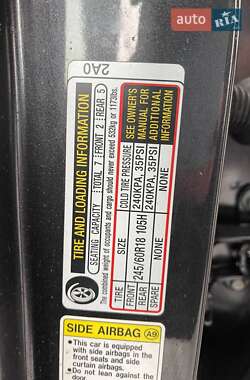 AUTO RIA
2A0
TIRE AND LOADING INFORMATION
SEATING CAPACITY TOTAL 7 FRONT 2 REAR 5
The combined weight of occupants and cargo should never exceed 532kg or 1173lbs.
TIRE SIZE COLD TIRE PRESSURE
FRONT 245/60R18 105H 240KPA, 35PSI
REAR 240KPA, 35PSI
SPARE NONE NONE
SEE OWNER'S
MANUAL FOR
ADDITIONAL
INFORMATION
SIDE AIRBAG A9
•This car is equipped
with side airbags in the
front seats and side
curtain airbags.
•Do not lean against the
door.